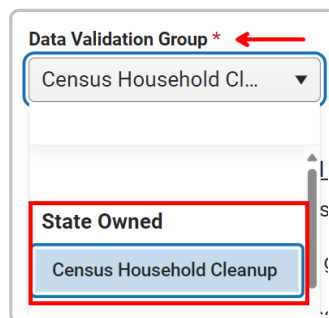 Data Validation Group *
Census Household Cl...
State Owned
Census Household Cleanup